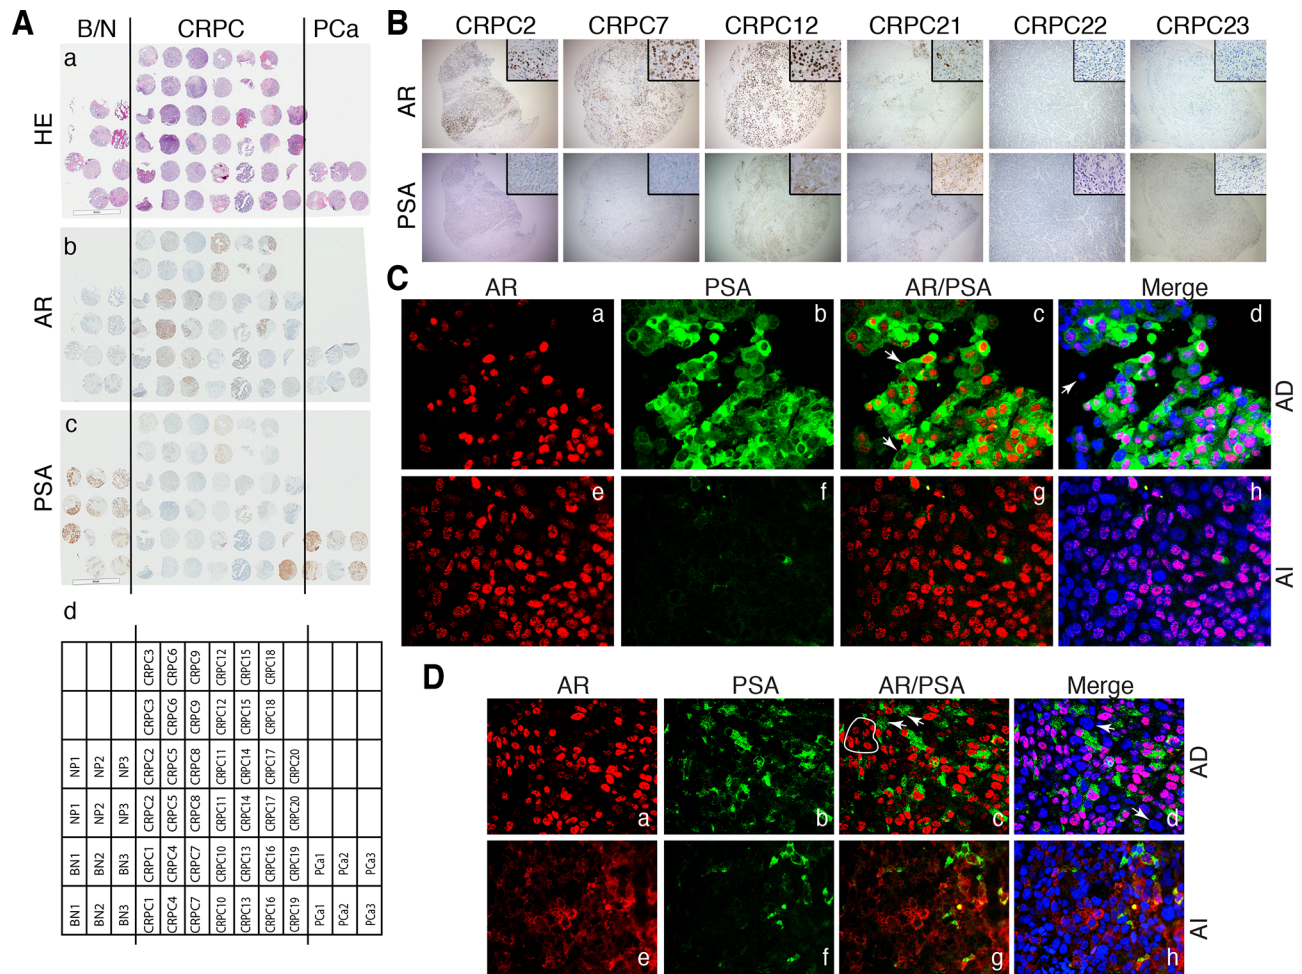 A
B/N CRPC PCa
a
HE
b
AR
c
PSA
d
CRPC3 CRPC6 CRPC9 CRPC12 CRPC15 CRPC18
CRPC3 CRPC6 CRPC9 CRPC12 CRPC15 CRPC18
NP1 NP2 NP3 CRPC2 CRPC5 CRPC8 CRPC11 CRPC14 CRPC17 CRPC20
NP1 NP2 NP3 CRPC2 CRPC5 CRPC8 CRPC11 CRPC14 CRPC17 CRPC20
BN1 BN2 BN3 CRPC1 CRPC4 CRPC7 CRPC10 CRPC13 CRPC16 CRPC19 PCa1 PCa2 PCa3
BN1 BN2 BN3 CRPC1 CRPC4 CRPC7 CRPC10 CRPC13 CRPC16 CRPC19 PCa1 PCa2 PCa3
B
CRPC2 CRPC7 CRPC12 CRPC21 CRPC22 CRPC23
AR
PSA
C
AR PSA AR/PSA Merge
a b c d
AD
e f g h
AI
D
AR PSA AR/PSA Merge
a b c d
AD
e f g h
AI